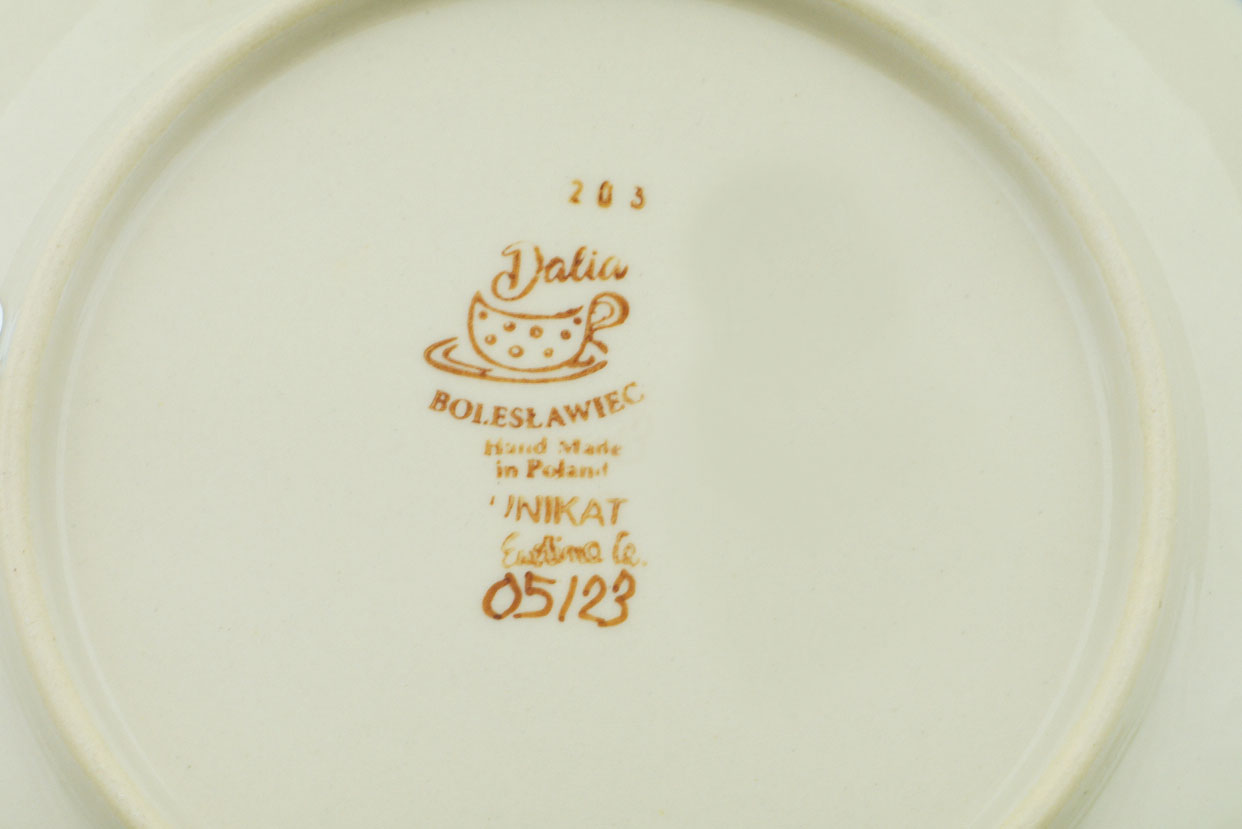 203
Dalia
BOLESŁAWIEC
Hand Made
in Poland
UNIKAT
05/23